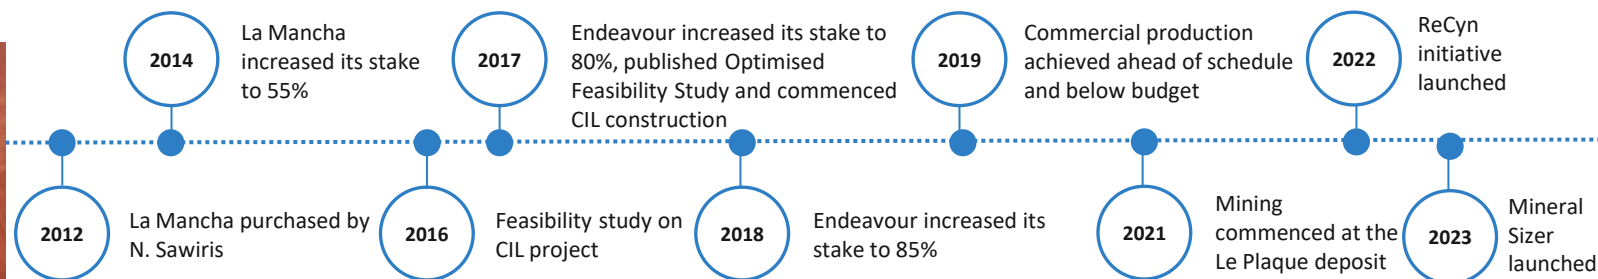 2012
La Mancha purchased by
N. Sawiris
2014
La Mancha
increased its stake
to 55%
2016
Feasibility study on
CIL project
2017
Endeavour increased its stake to
80%, published Optimised
Feasibility Study and commenced
CIL construction
2018
Endeavour increased its
stake to 85%
2019
Commercial production
achieved ahead of schedule
and below budget
2021
Mining
commenced at the
Le Plaque deposit
2022
ReCyn
initiative
launched
2023
Mineral
Sizer
launched